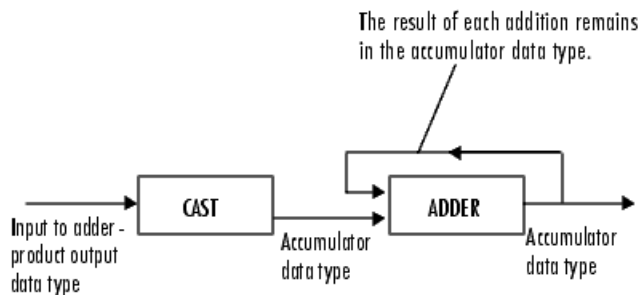 The result of each addition remains
in the accumulator data type.
CAST
ADDER
Input to adder -
product output
data type
Accumulator
data type
Accumulator
data type